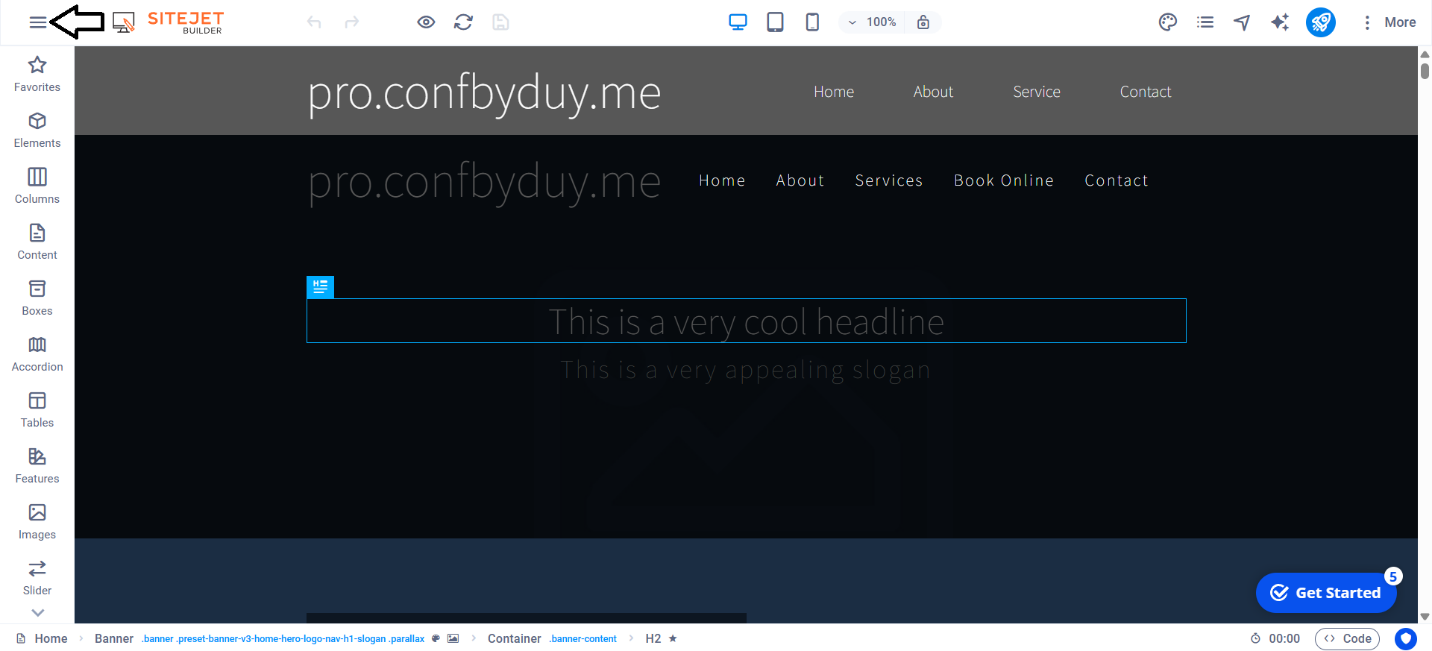 SITEJET
BUILDER
100%
More
Favorites
Elements
Columns
Content
Boxes
Accordion
Tables
Features
Images
Slider
pro.confbyduy.me
Home
About
Service
Contact
pro.confbyduy.me
Home
About
Services
Book Online
Contact
H
This is a very cool headline
This is a very appealing slogan
5
Get Started
Home
Banner .banner .preset-banner-v3-home-hero-logo-nav-h1-slogan .parallax
Container .banner-content
H2
00:00
Code